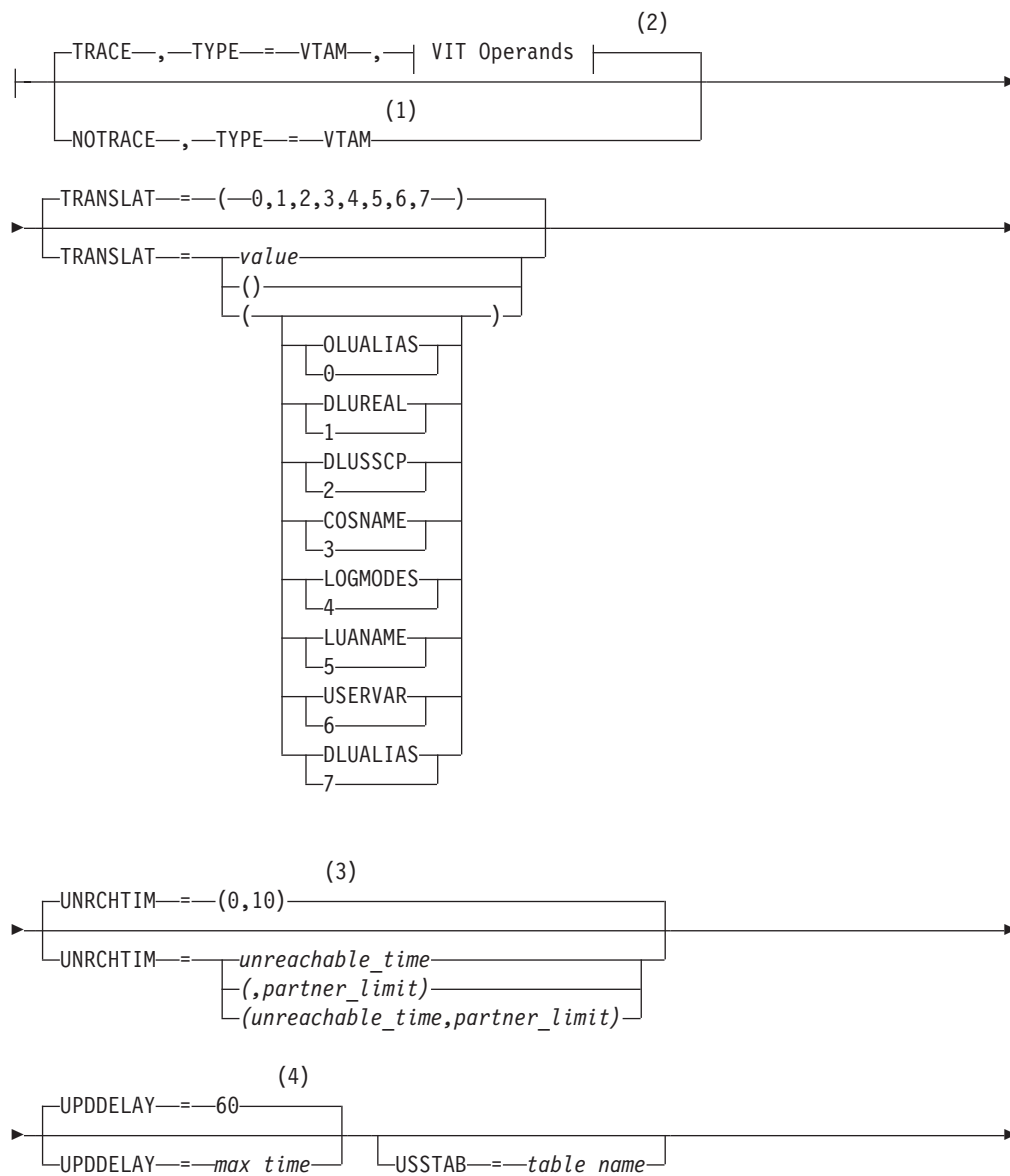 (2)
TRACE , TYPE = VTAM , VIT Operands
(1)
NOTRACE , TYPE = VTAM
TRANSLAT = ( 0,1,2,3,4,5,6,7 )
TRANSLAT = value
()
( )
OLUALIAS
0
DLUREAL
1
DLUSSCP
2
COSNAME
3
LOGMODES
4
LUANAME
5
USERVAR
6
DLUALIAS
7
(3)
UNRCHTIM = (0,10)
UNRCHTIM = unreachable_time
(,partner_limit)
(unreachable_time,partner_limit)
(4)
UPDDELAY = 60
UPDDELAY = max_time USSTAB = table_name